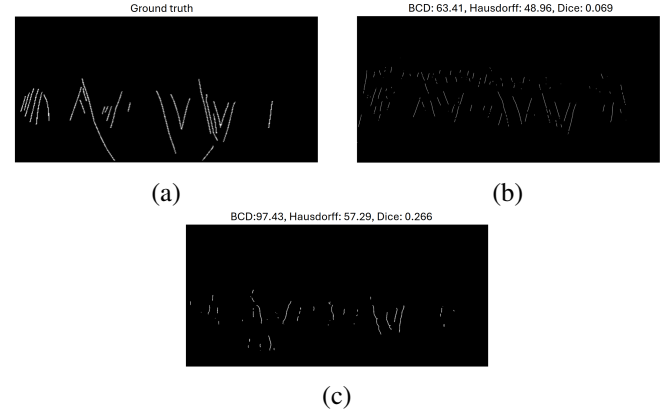 Ground truth
BCD: 63.41, Hausdorff: 48.96, Dice: 0.069
(a)
(b)
BCD:97.43, Hausdorff: 57.29, Dice: 0.266
(c)